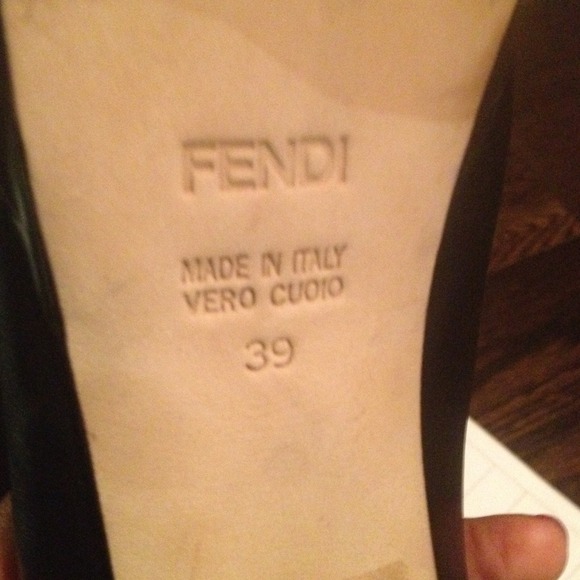 FENDI
MADE IN ITALY
VERO CUOIO
39